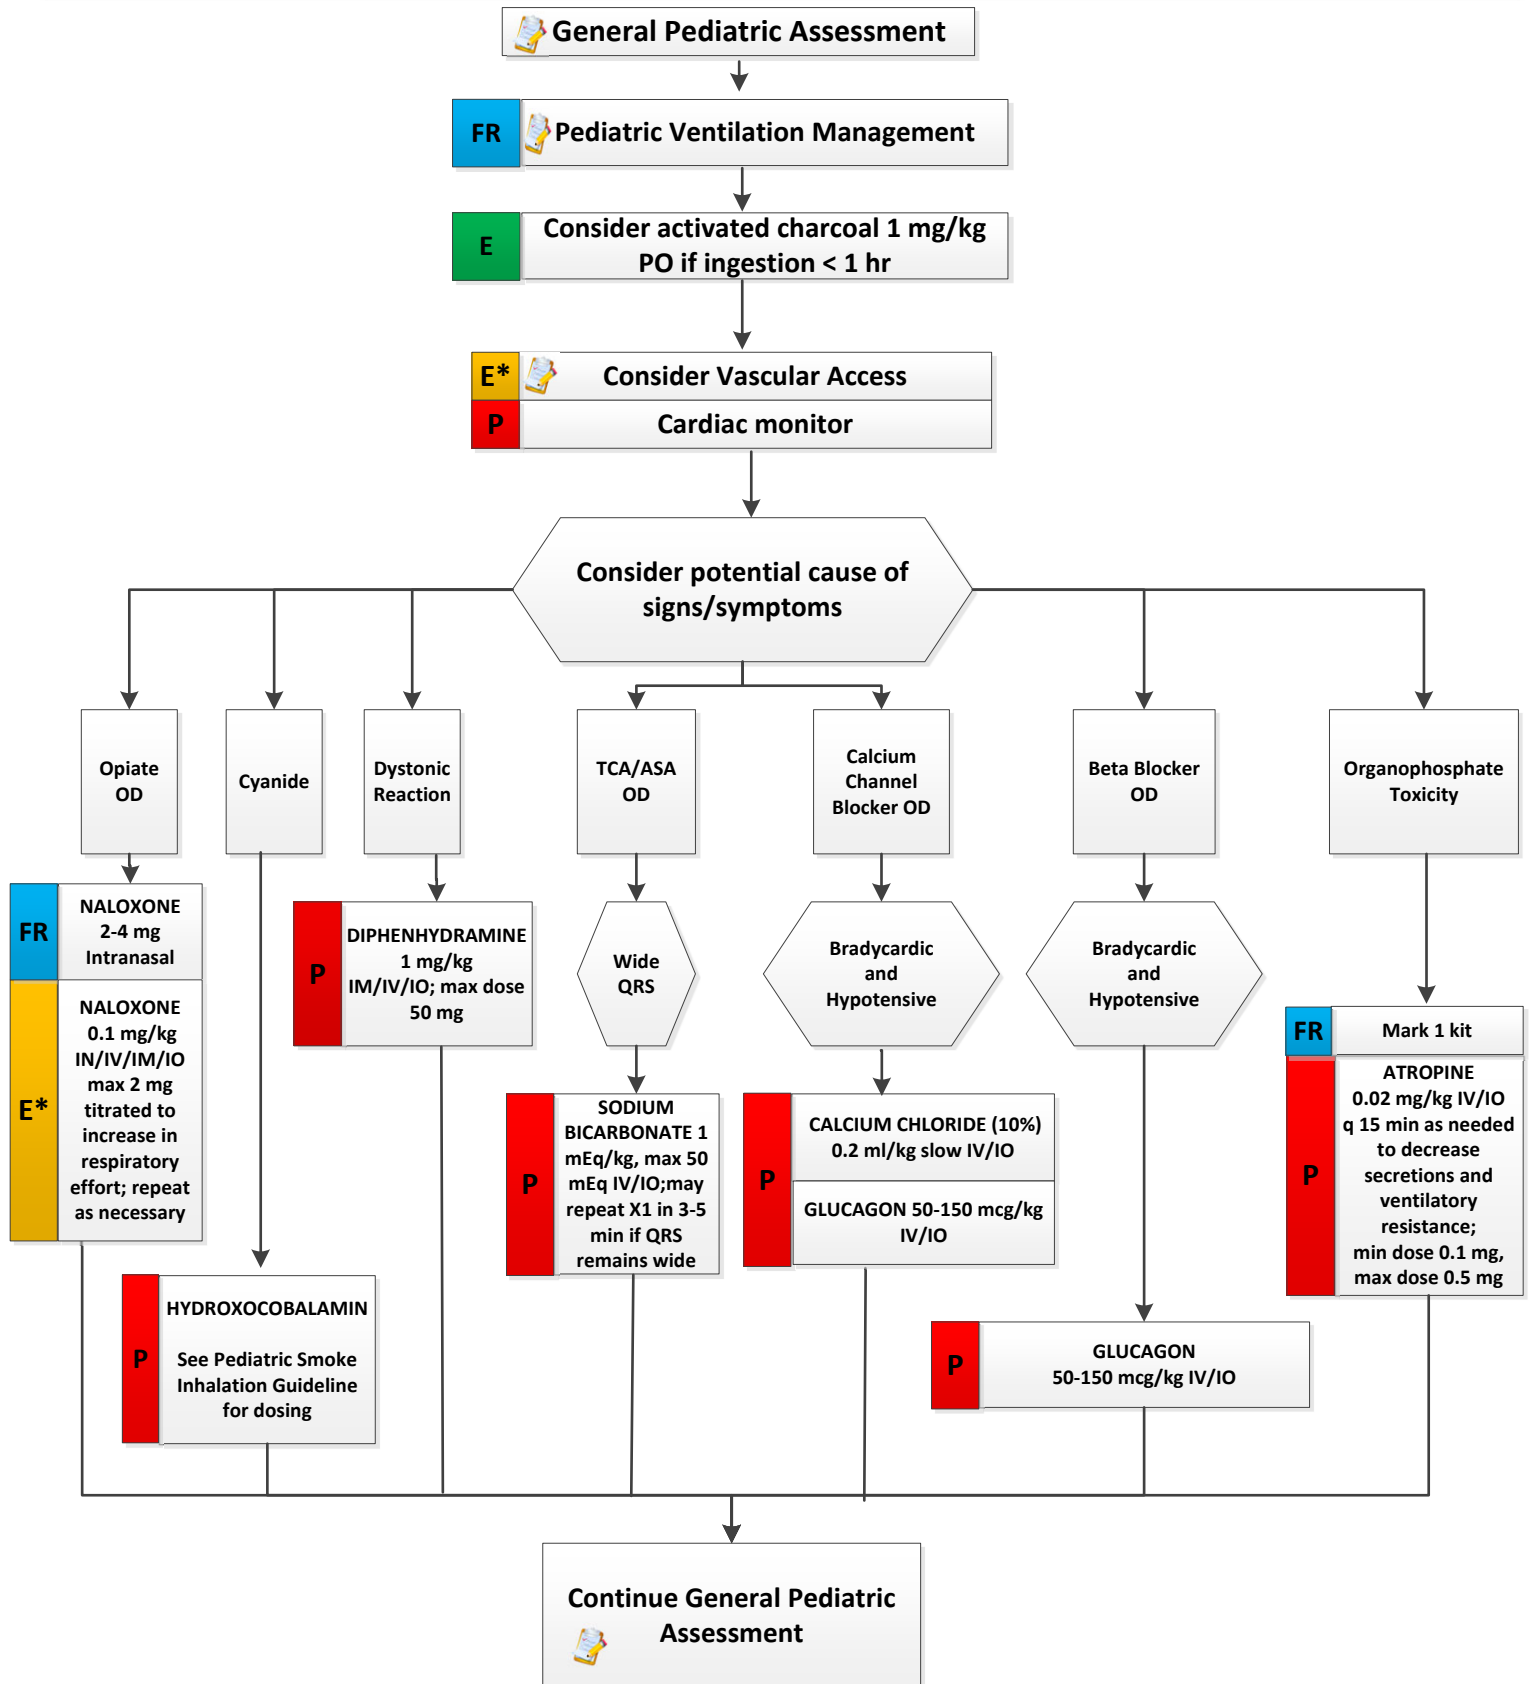 General Pediatric Assessment
FR
Pediatric Ventilation Management
E
Consider activated charcoal 1 mg/kg
PO if ingestion < 1 hr
E*
Consider Vascular Access
P
Cardiac monitor
Consider potential cause of
signs/symptoms
Opiate
OD
Cyanide
Dystonic
Reaction
TCA/ASA
OD
Calcium
Channel
Blocker OD
Beta Blocker
OD
Organophosphate
Toxicity
FR
NALOXONE
2-4 mg
Intranasal
E*
NALOXONE
0.1 mg/kg
IN/IV/IM/IO
max 2 mg
titrated to
increase in
respiratory
effort; repeat
as necessary
P
HYDROXOCOBALAMIN
See Pediatric Smoke
Inhalation Guideline
for dosing
P
DIPHENHYDRAMINE
1 mg/kg
IM/IV/IO; max dose
50 mg
Wide
QRS
P
SODIUM
BICARBONATE 1
mEq/kg, max 50
mEq IV/IO;may
repeat X1 in 3-5
min if QRS
remains wide
Bradycardic
and
Hypotensive
P
CALCIUM CHLORIDE (10%)
0.2 ml/kg slow IV/IO
GLUCAGON 50-150 mcg/kg
IV/IO
Bradycardic
and
Hypotensive
P
GLUCAGON
50-150 mcg/kg IV/IO
FR
Mark 1 kit
P
ATROPINE
0.02 mg/kg IV/IO
q 15 min as needed
to decrease
secretions and
ventilatory
resistance;
min dose 0.1 mg,
max dose 0.5 mg
Continue General Pediatric
Assessment